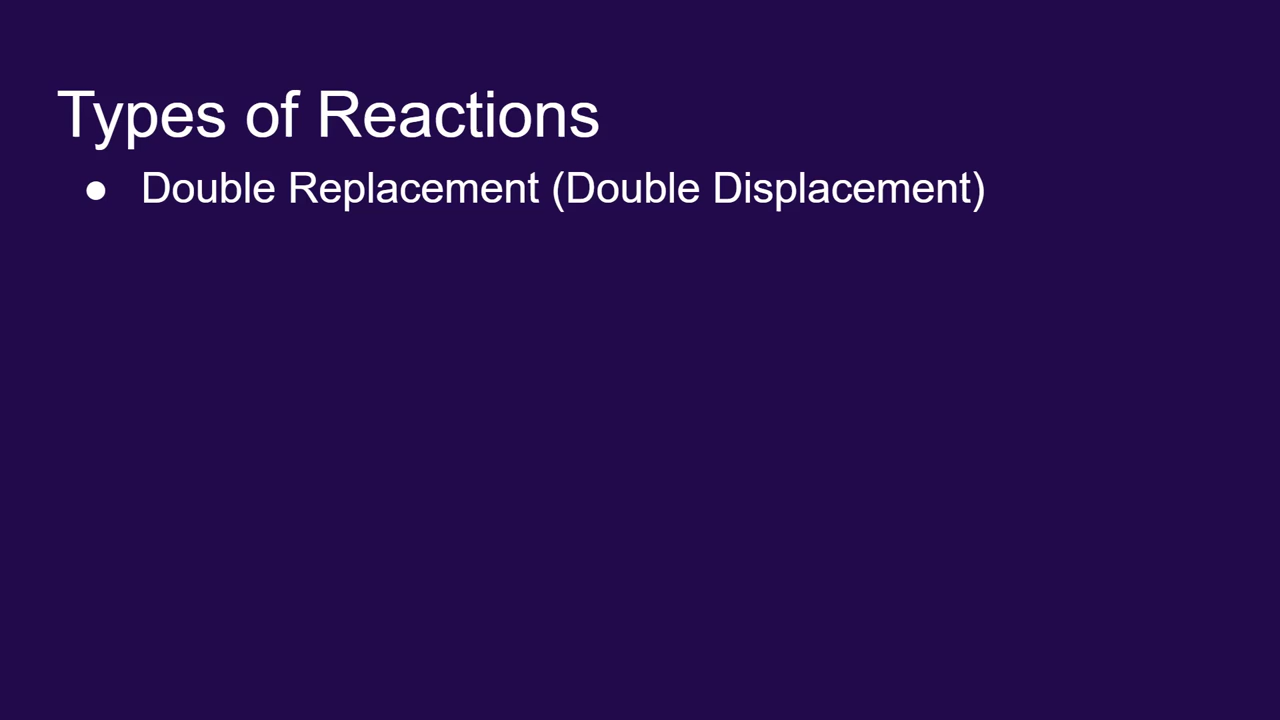 Types of Reactions
● Double Replacement (Double Displacement)